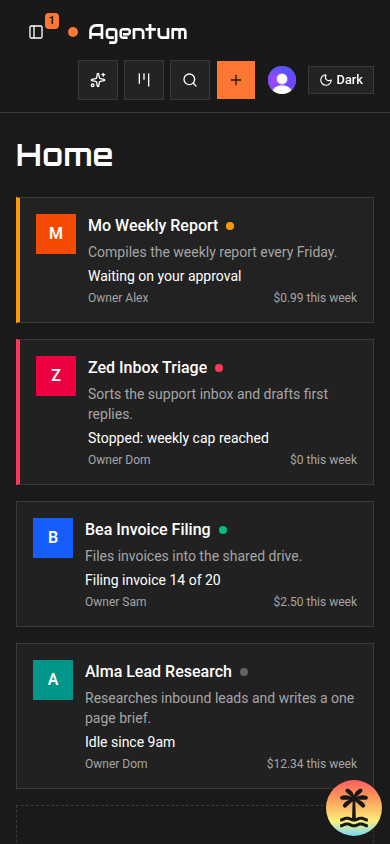 1
Agentum
Dark
Home
M
Mo Weekly Report
Compiles the weekly report every Friday.
Waiting on your approval
Owner Alex
$0.99 this week
Z
Zed Inbox Triage
Sorts the support inbox and drafts first
replies.
Stopped: weekly cap reached
Owner Dom
$0 this week
B
Bea Invoice Filing
Files invoices into the shared drive.
Filing invoice 14 of 20
Owner Sam
$2.50 this week
A
Alma Lead Research
Researches inbound leads and writes a one
page brief.
Idle since 9am
Owner Dom
$12.34 this week